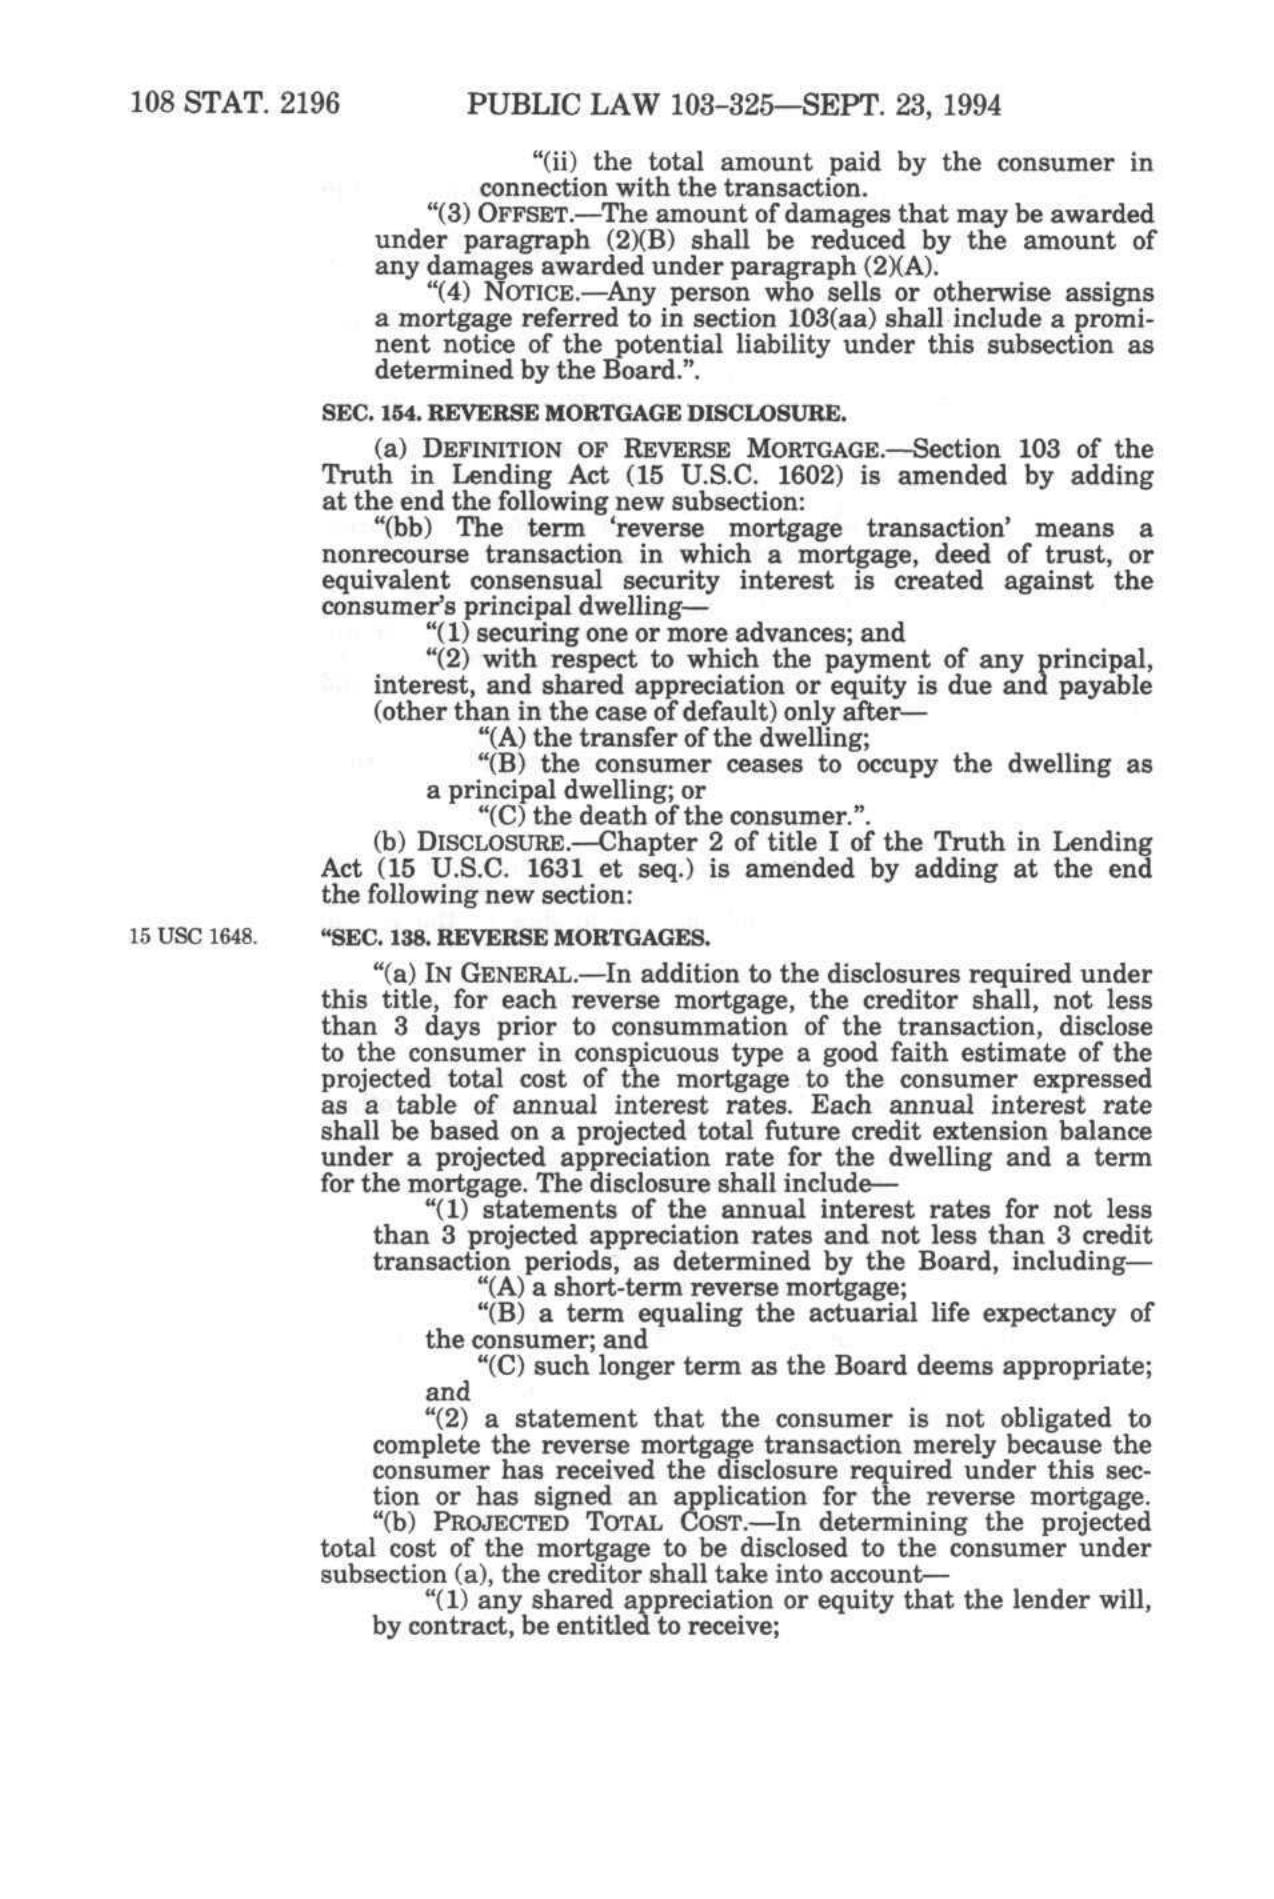 108 STAT. 2196 PUBLIC LAW 103–325—SEPT. 23, 1994
“(ii) the total amount paid by the consumer in
connection with the transaction.
“(3) OFFSET.—The amount of damages that may be awarded
under paragraph (2)(B) shall be reduced by the amount of
any damages awarded under paragraph (2)(A).
“(4) NOTICE.—Any person who sells or otherwise assigns
a mortgage referred to in section 103(aa) shall include a promi-
nent notice of the potential liability under this subsection as
determined by the Board.”.
SEC. 154. REVERSE MORTGAGE DISCLOSURE.
(a) DEFINITION OF REVERSE MORTGAGE.—Section 103 of the
Truth in Lending Act (15 U.S.C. 1602) is amended by adding
at the end the following new subsection:
“(bb) The term ‘reverse mortgage transaction’ means a
nonrecourse transaction in which a mortgage, deed of trust, or
equivalent consensual security interest is created against the
consumer’s principal dwelling—
“(1) securing one or more advances; and
“(2) with respect to which the payment of any principal,
interest, and shared appreciation or equity is due and payable
(other than in the case of default) only after—
“(A) the transfer of the dwelling;
“(B) the consumer ceases to occupy the dwelling as
a principal dwelling; or
“(C) the death of the consumer.”.
(b) DISCLOSURE.—Chapter 2 of title I of the Truth in Lending
Act (15 U.S.C. 1631 et seq.) is amended by adding at the end
the following new section:
15 USC 1648. “SEC. 138. REVERSE MORTGAGES.
“(a) IN GENERAL.—In addition to the disclosures required under
this title, for each reverse mortgage, the creditor shall, not less
than 3 days prior to consummation of the transaction, disclose
to the consumer in conspicuous type a good faith estimate of the
projected total cost of the mortgage to the consumer expressed
as a table of annual interest rates. Each annual interest rate
shall be based on a projected total future credit extension balance
under a projected appreciation rate for the dwelling and a term
for the mortgage. The disclosure shall include—
“(1) statements of the annual interest rates for not less
than 3 projected appreciation rates and not less than 3 credit
transaction periods, as determined by the Board, including—
“(A) a short-term reverse mortgage;
“(B) a term equaling the actuarial life expectancy of
the consumer; and
“(C) such longer term as the Board deems appropriate;
and
“(2) a statement that the consumer is not obligated to
complete the reverse mortgage transaction merely because the
consumer has received the disclosure required under this sec-
tion or has signed an application for the reverse mortgage.
“(b) PROJECTED TOTAL COST.—In determining the projected
total cost of the mortgage to be disclosed to the consumer under
subsection (a), the creditor shall take into account—
“(1) any shared appreciation or equity that the lender will,
by contract, be entitled to receive;